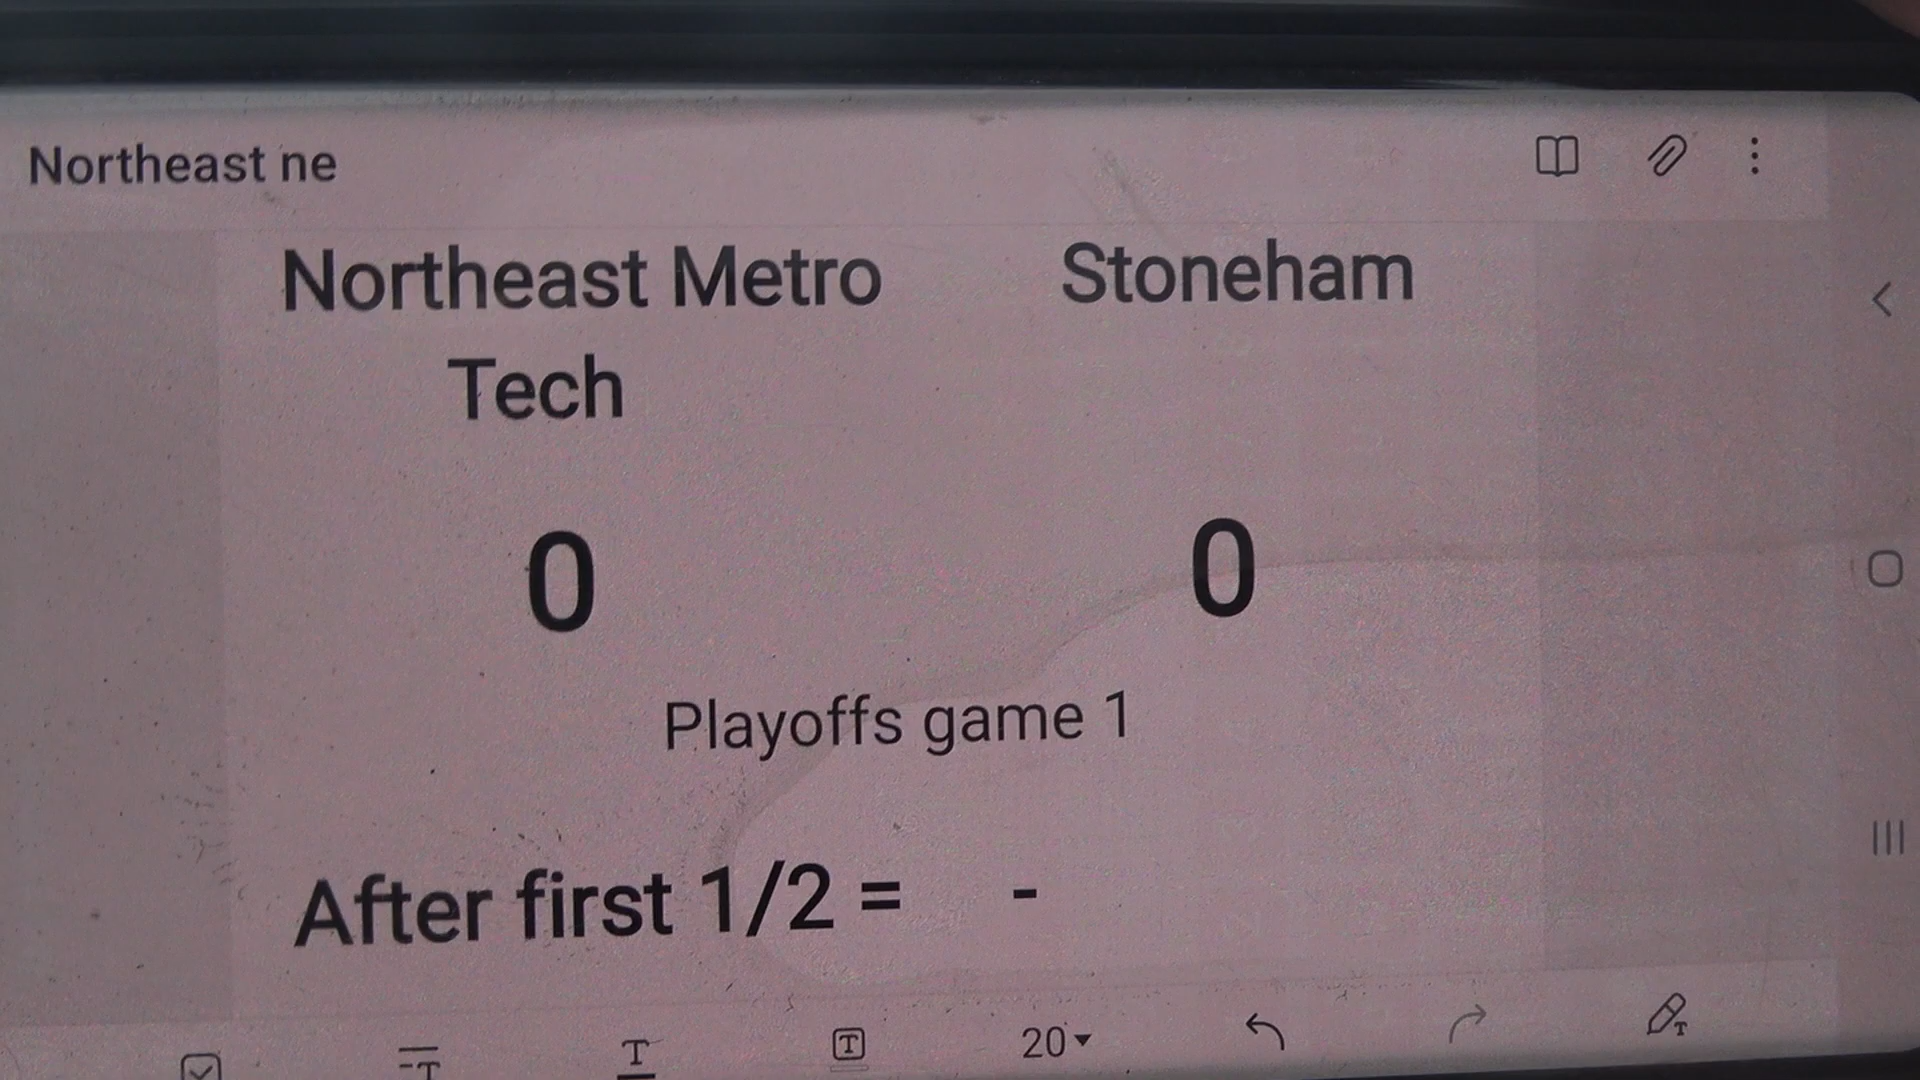 Northeast ne
Northeast Metro Stoneham
Tech
0 0
Playoffs game 1
After first 1/2 = -
20